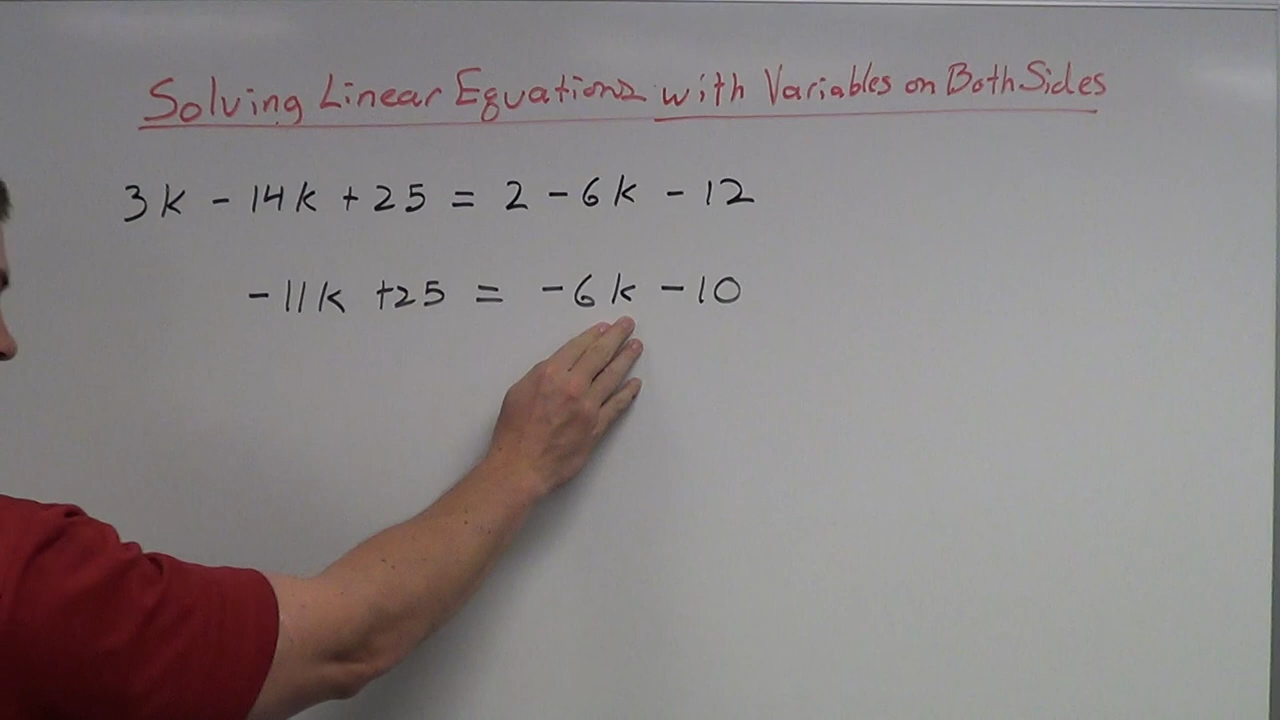 Solving Linear Equations with Variables on Both Sides
3k - 14k + 25 = 2 - 6k - 12
-11k +25 = -6k -10